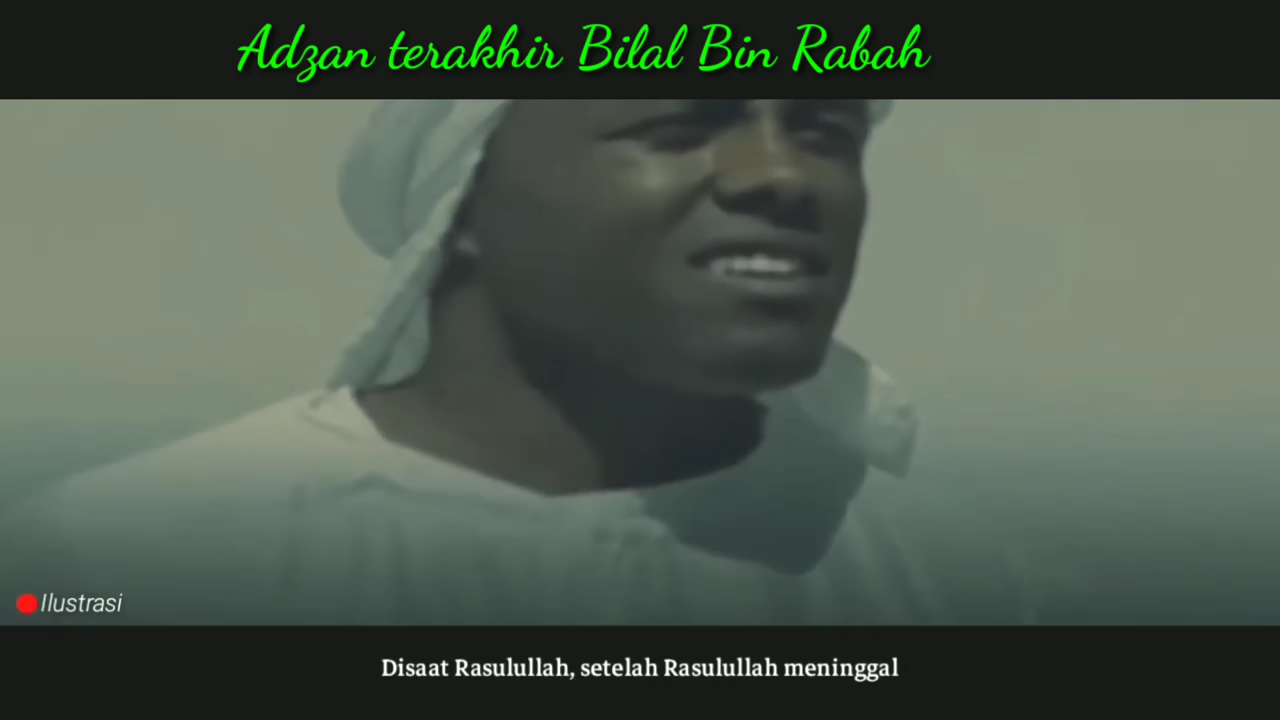 Adzan terakhir Bilal Bin Rabah
Ilustrasi
Disaat Rasulullah, setelah Rasulullah meninggal